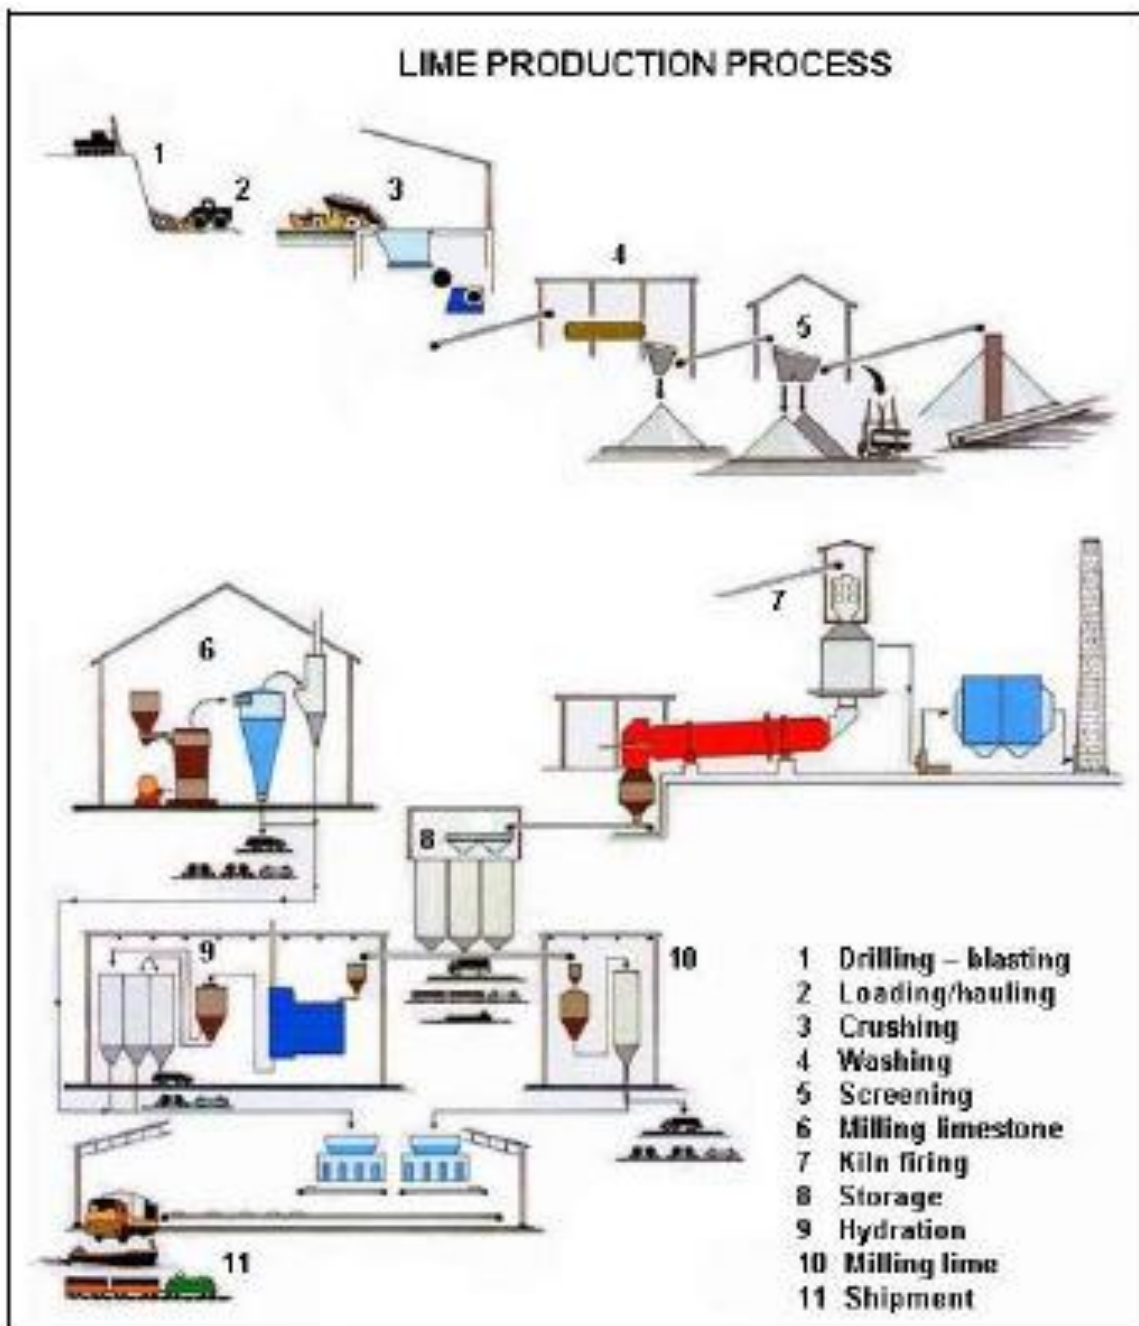 LIME PRODUCTION PROCESS
1
2
3
4
5
6
7
8
9
10
11
1 Drilling – blasting
2 Loading/hauling
3 Crushing
4 Washing
5 Screening
6 Milling limestone
7 Kiln firing
8 Storage
9 Hydration
10 Milling lime
11 Shipment